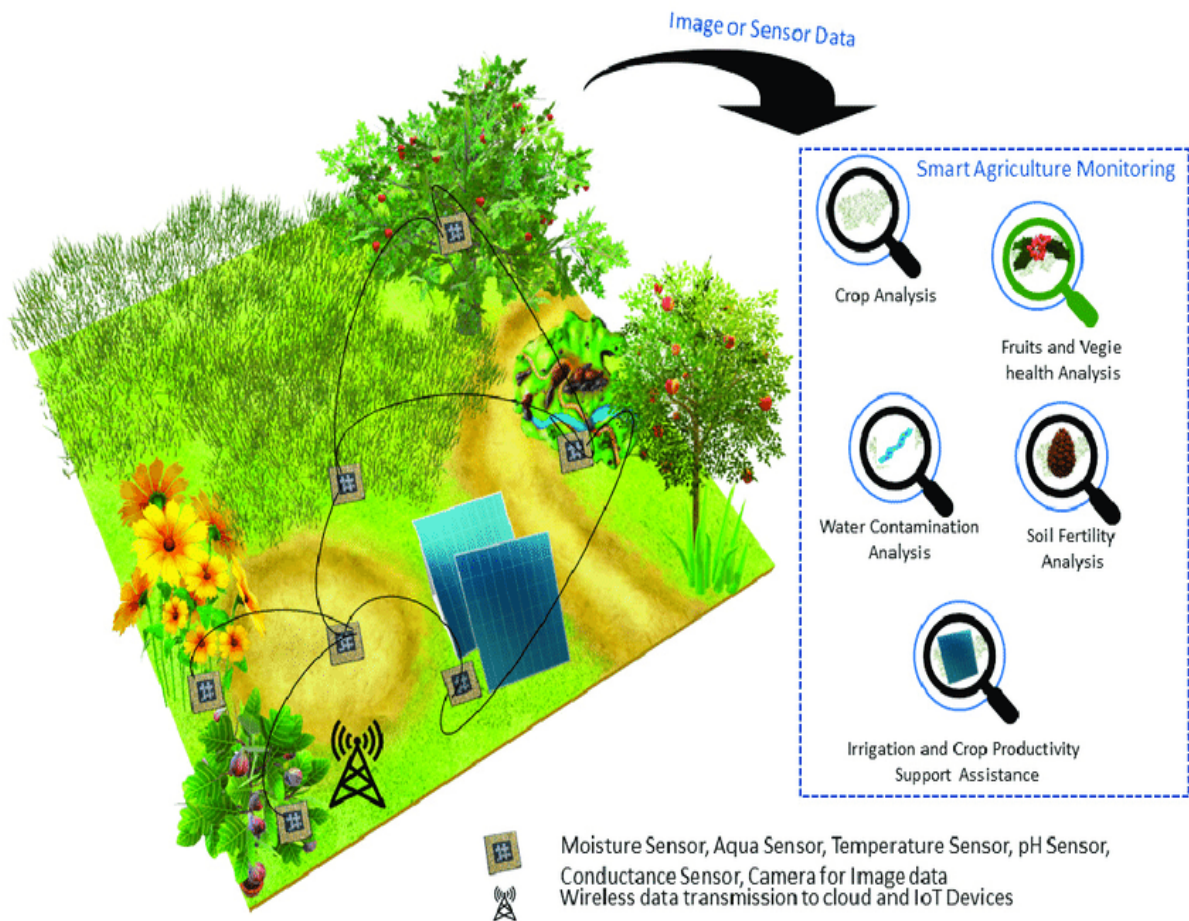 Image or Sensor Data
Smart Agriculture Monitoring
Crop Analysis
Fruits and Vegie
health Analysis
Water Contamination
Analysis
Soil Fertility
Analysis
Irrigation and Crop Productivity
Support Assistance
Moisture Sensor, Aqua Sensor, Temperature Sensor, pH Sensor,
Conductance Sensor, Camera for Image data
Wireless data transmission to cloud and IoT Devices